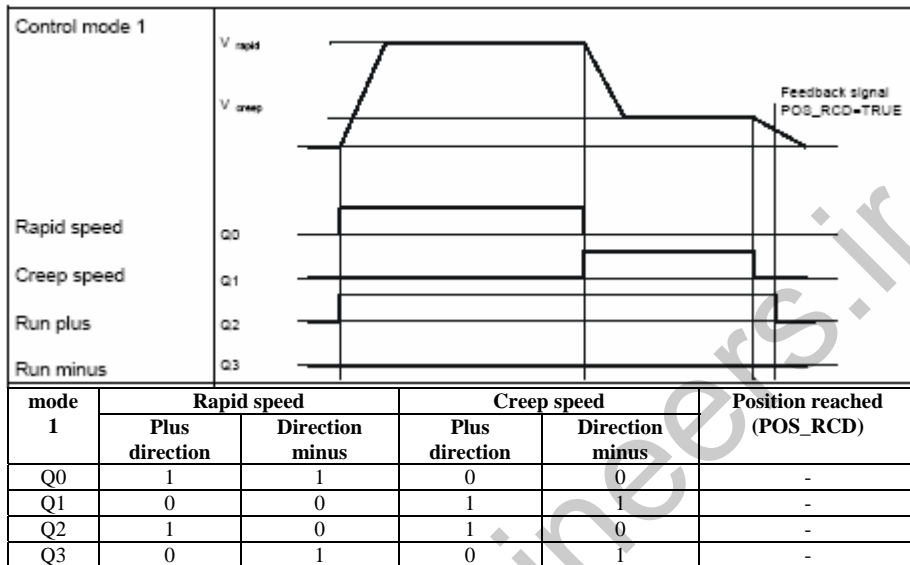 Control mode 1
V rapid
V creep
Feedback signal
POS_RCD=TRUE
Rapid speed Q0
Creep speed Q1
Run plus Q2
Run minus Q3
mode 1 Rapid speed Creep speed Position reached (POS_RCD)
Plus direction Direction minus Plus direction Direction minus
Q0 1 1 0 0 -
Q1 0 0 1 1 -
Q2 1 0 1 0 -
Q3 0 1 0 1 -
ineers.ir